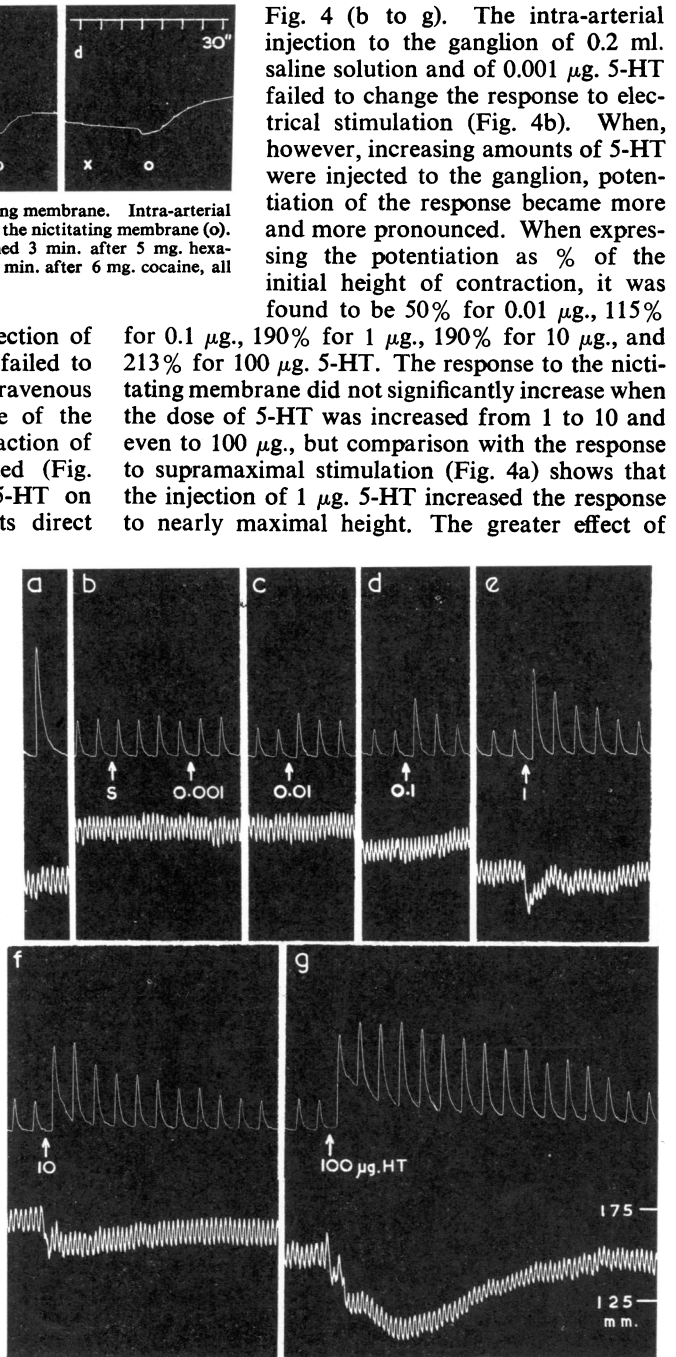 30"
d
o
x o
ng membrane. Intra-arterial
the nictitating membrane (o).
ed 3 min. after 5 mg. hexa-
min. after 6 mg. cocaine, all
ection of
failed to
ravenous
e of the
action of
ed (Fig.
5-HT on
ts direct
Fig. 4 (b to g). The intra-arterial
injection to the ganglion of 0.2 ml.
saline solution and of 0.001 μg. 5-HT
failed to change the response to elec-
trical stimulation (Fig. 4b). When,
however, increasing amounts of 5-HT
were injected to the ganglion, poten-
tiation of the response became more
and more pronounced. When expres-
sing the potentiation as % of the
initial height of contraction, it was
found to be 50% for 0.01 μg., 115%
for 0.1 μg., 190% for 1 μg., 190% for 10 μg., and
213% for 100 μg. 5-HT. The response to the nicti-
tating membrane did not significantly increase when
the dose of 5-HT was increased from 1 to 10 and
even to 100 μg., but comparison with the response
to supramaximal stimulation (Fig. 4a) shows that
the injection of 1 μg. 5-HT increased the response
to nearly maximal height. The greater effect of
a b c d e
S 0.001 0.01 0.1 1
f g
10 100 μg.HT
175
125
mm.